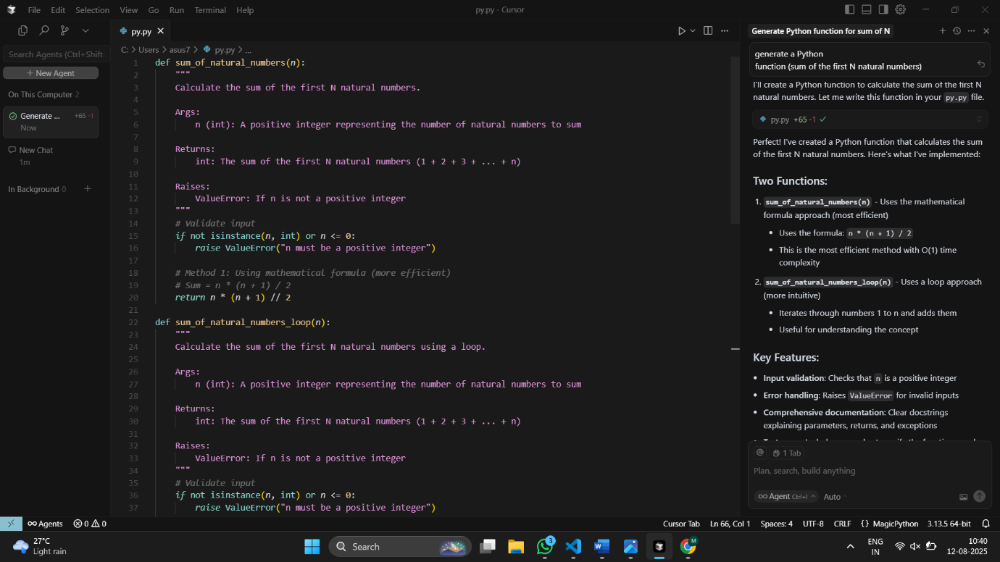 File Edit Selection View Go Run Terminal Help
py.py - Cursor
Search Agents (Ctrl+Shift
+ New Agent
On This Computer 2
Generate ... +65 -1
Now
New Chat
1m
In Background 0 +
py.py
C: > Users > asus7 > py.py > ...
1 def sum_of_natural_numbers(n):
2 """
3 Calculate the sum of the first N natural numbers.
4
5 Args:
6 n (int): A positive integer representing the number of natural numbers to sum
7
8 Returns:
9 int: The sum of the first N natural numbers (1 + 2 + 3 + ... + n)
10
11 Raises:
12 ValueError: If n is not a positive integer
13 """
14 # Validate input
15 if not isinstance(n, int) or n <= 0:
16 raise ValueError("n must be a positive integer")
17
18 # Method 1: Using mathematical formula (more efficient)
19 # Sum = n * (n + 1) / 2
20 return n * (n + 1) // 2
21
22 def sum_of_natural_numbers_loop(n):
23 """
24 Calculate the sum of the first N natural numbers using a loop.
25
26 Args:
27 n (int): A positive integer representing the number of natural numbers to sum
28
29 Returns:
30 int: The sum of the first N natural numbers (1 + 2 + 3 + ... + n)
31
32 Raises:
33 ValueError: If n is not a positive integer
34 """
35 # Validate input
36 if not isinstance(n, int) or n <= 0:
37 raise ValueError("n must be a positive integer")
Generate Python function for sum of N
generate a Python
function (sum of the first N natural numbers)
I'll create a Python function to calculate the sum of the first N
natural numbers. Let me write this function in your py.py file.
py.py +65 -1
Perfect! I've created a Python function that calculates the sum
of the first N natural numbers. Here's what I've implemented:
Two Functions:
1. sum_of_natural_numbers(n) - Uses the mathematical
formula approach (most efficient)
• Uses the formula: n * (n + 1) / 2
• This is the most efficient method with O(1) time
complexity
2. sum_of_natural_numbers_loop(n) - Uses a loop approach
(more intuitive)
• Iterates through numbers 1 to n and adds them
• Useful for understanding the concept
Key Features:
• Input validation: Checks that n is a positive integer
• Error handling: Raises ValueError for invalid inputs
• Comprehensive documentation: Clear docstrings
explaining parameters, returns, and exceptions
@ 1 Tab
Plan, search, build anything
Agent Ctrl+I Auto
Agents 0 0
Cursor Tab Ln 66, Col 1 Spaces: 4 UTF-8 CRLF {} MagicPython 3.13.5 64-bit
27°C
Light rain
Search
3
M
ENG
IN
10:40
12-08-2025